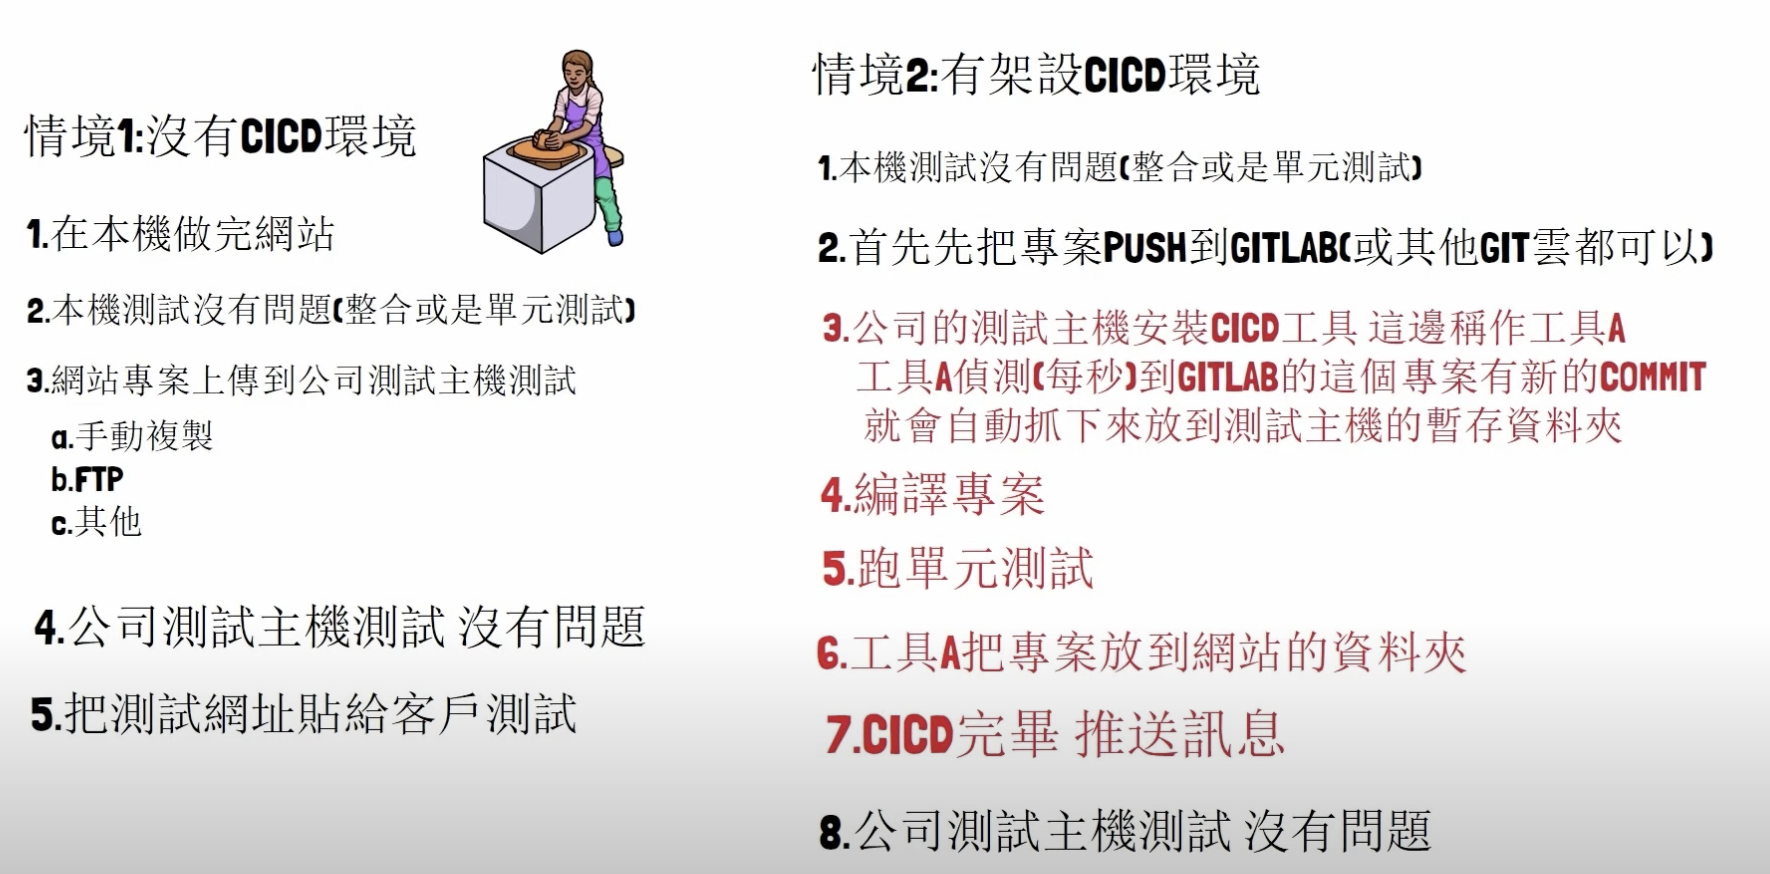 情境1:沒有CICD環境
1.在本機做完網站
2.本機測試沒有問題(整合或是單元測試)
3.網站專案上傳到公司測試主機測試
a.手動複製
b.FTP
c.其他
4.公司測試主機測試 沒有問題
5.把測試網址貼給客戶測試
情境2:有架設CICD環境
1.本機測試沒有問題(整合或是單元測試)
2.首先先把專案PUSH到GITLAB(或其他GIT雲都可以)
3.公司的測試主機安裝CICD工具 這邊稱作工具A
工具A偵測(每秒)到GITLAB的這個專案有新的COMMIT
就會自動抓下來放到測試主機的暫存資料夾
4.編譯專案
5.跑單元測試
6.工具A把專案放到網站的資料夾
7.CICD完畢 推送訊息
8.公司測試主機測試 沒有問題